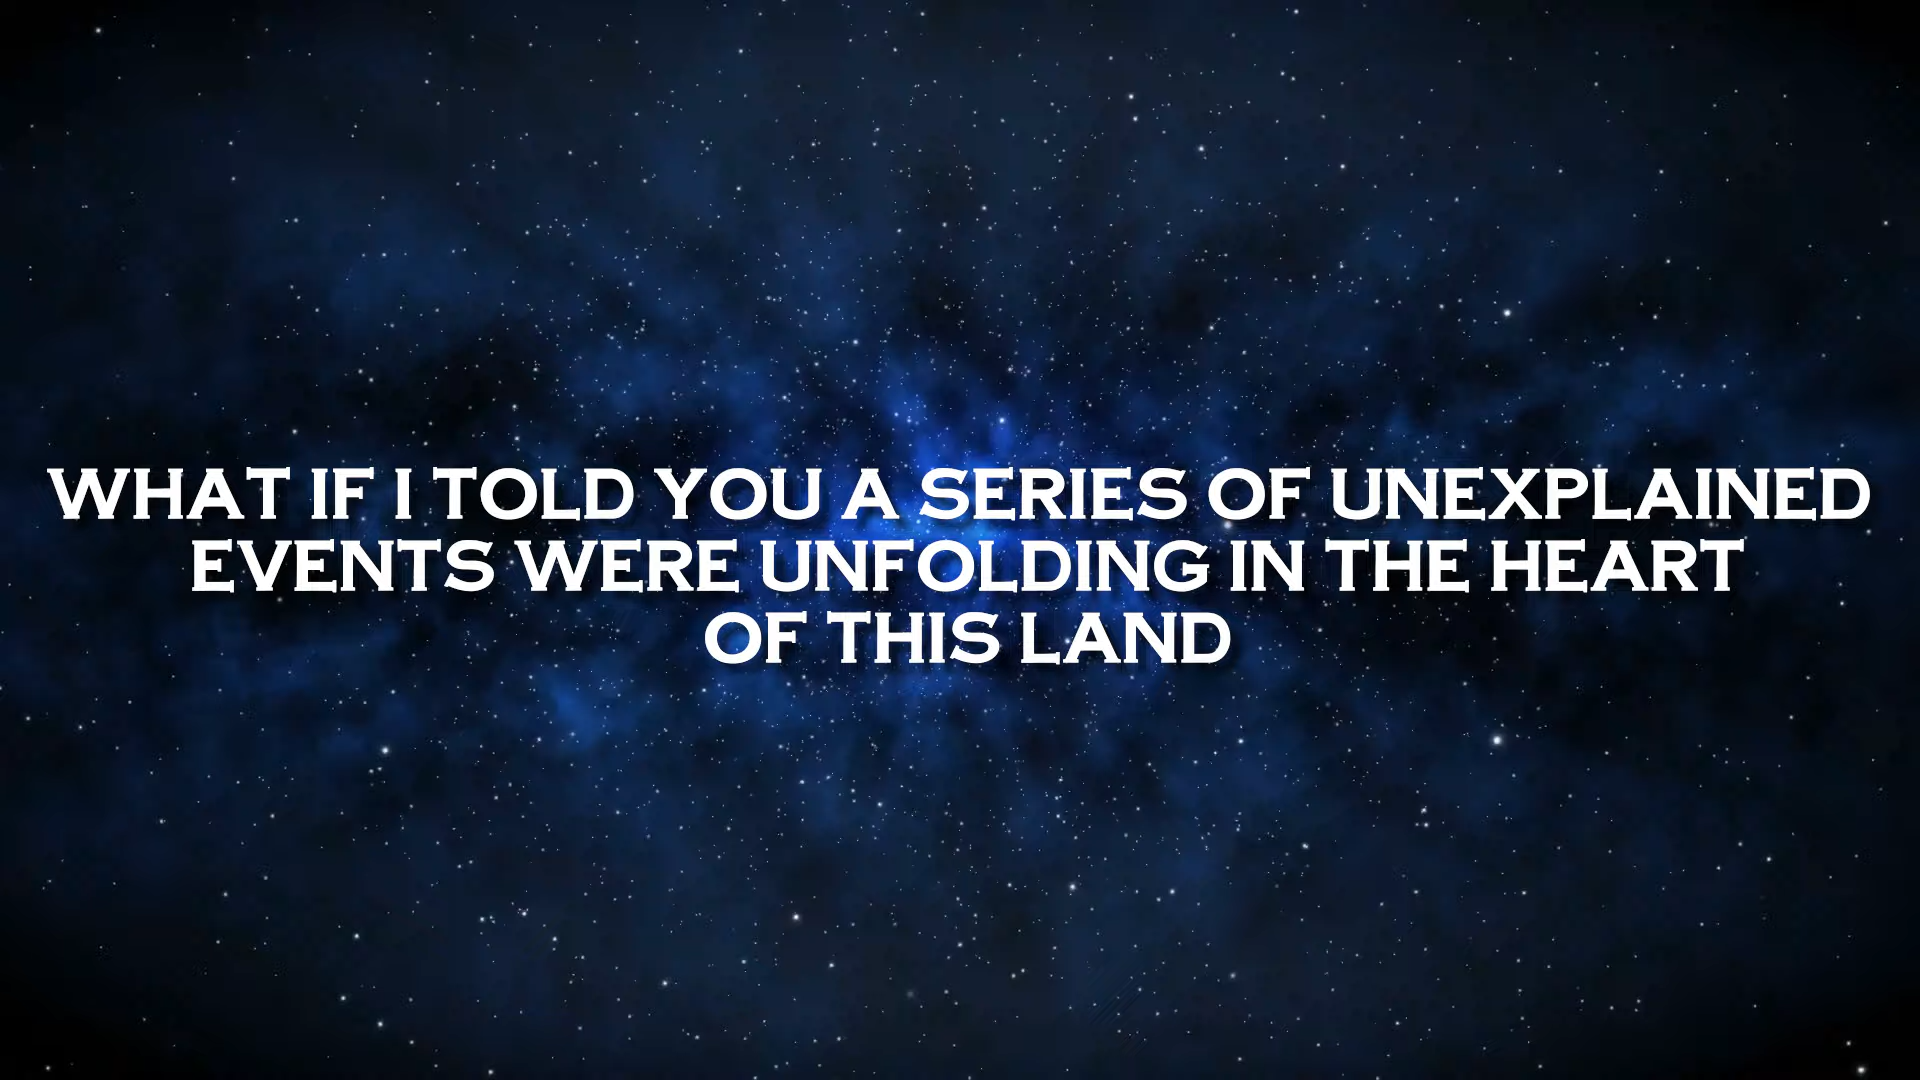 WHAT IF I TOLD YOU A SERIES OF UNEXPLAINED
EVENTS WERE UNFOLDING IN THE HEART
OF THIS LAND